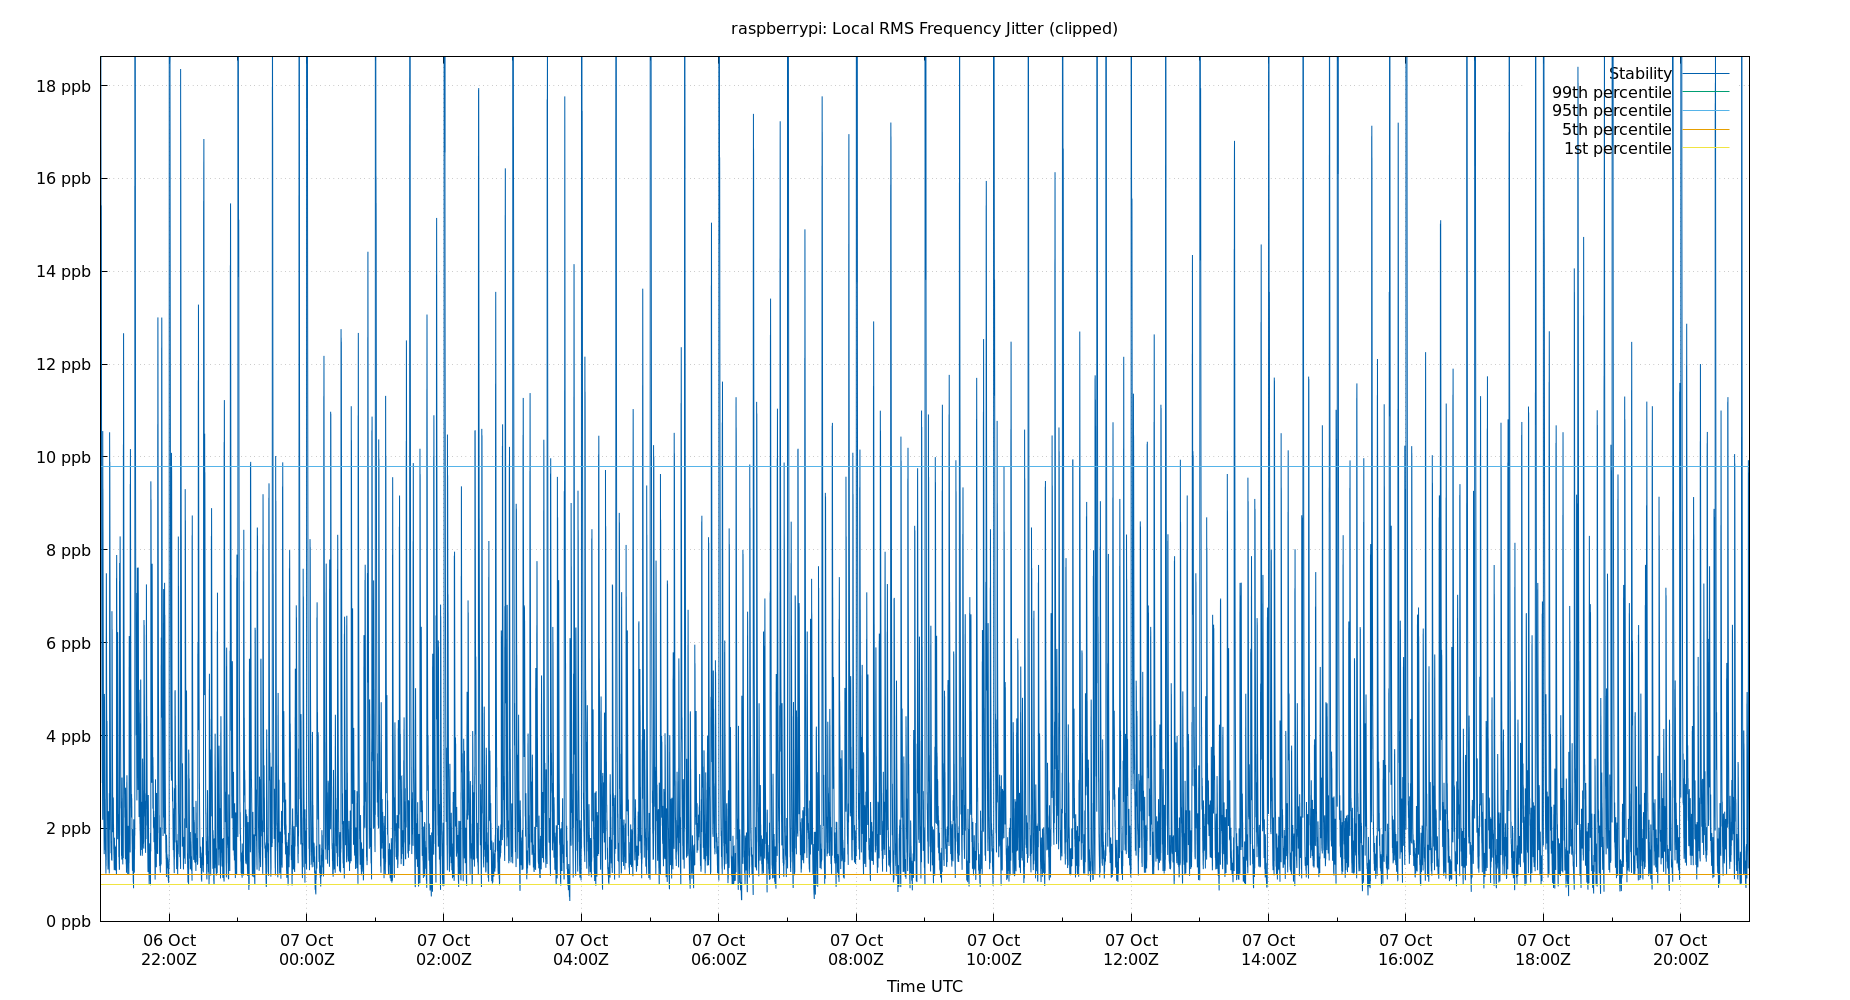 raspberrypi: Local RMS Frequency Jitter (clipped)
Stability
99th percentile
95th percentile
5th percentile
1st percentile
18 ppb
16 ppb
14 ppb
12 ppb
10 ppb
8 ppb
6 ppb
4 ppb
2 ppb
0 ppb
06 Oct 07 Oct 07 Oct 07 Oct 07 Oct 07 Oct 07 Oct 07 Oct 07 Oct 07 Oct 07 Oct 07 Oct
22:00Z 00:00Z 02:00Z 04:00Z 06:00Z 08:00Z 10:00Z 12:00Z 14:00Z 16:00Z 18:00Z 20:00Z
Time UTC